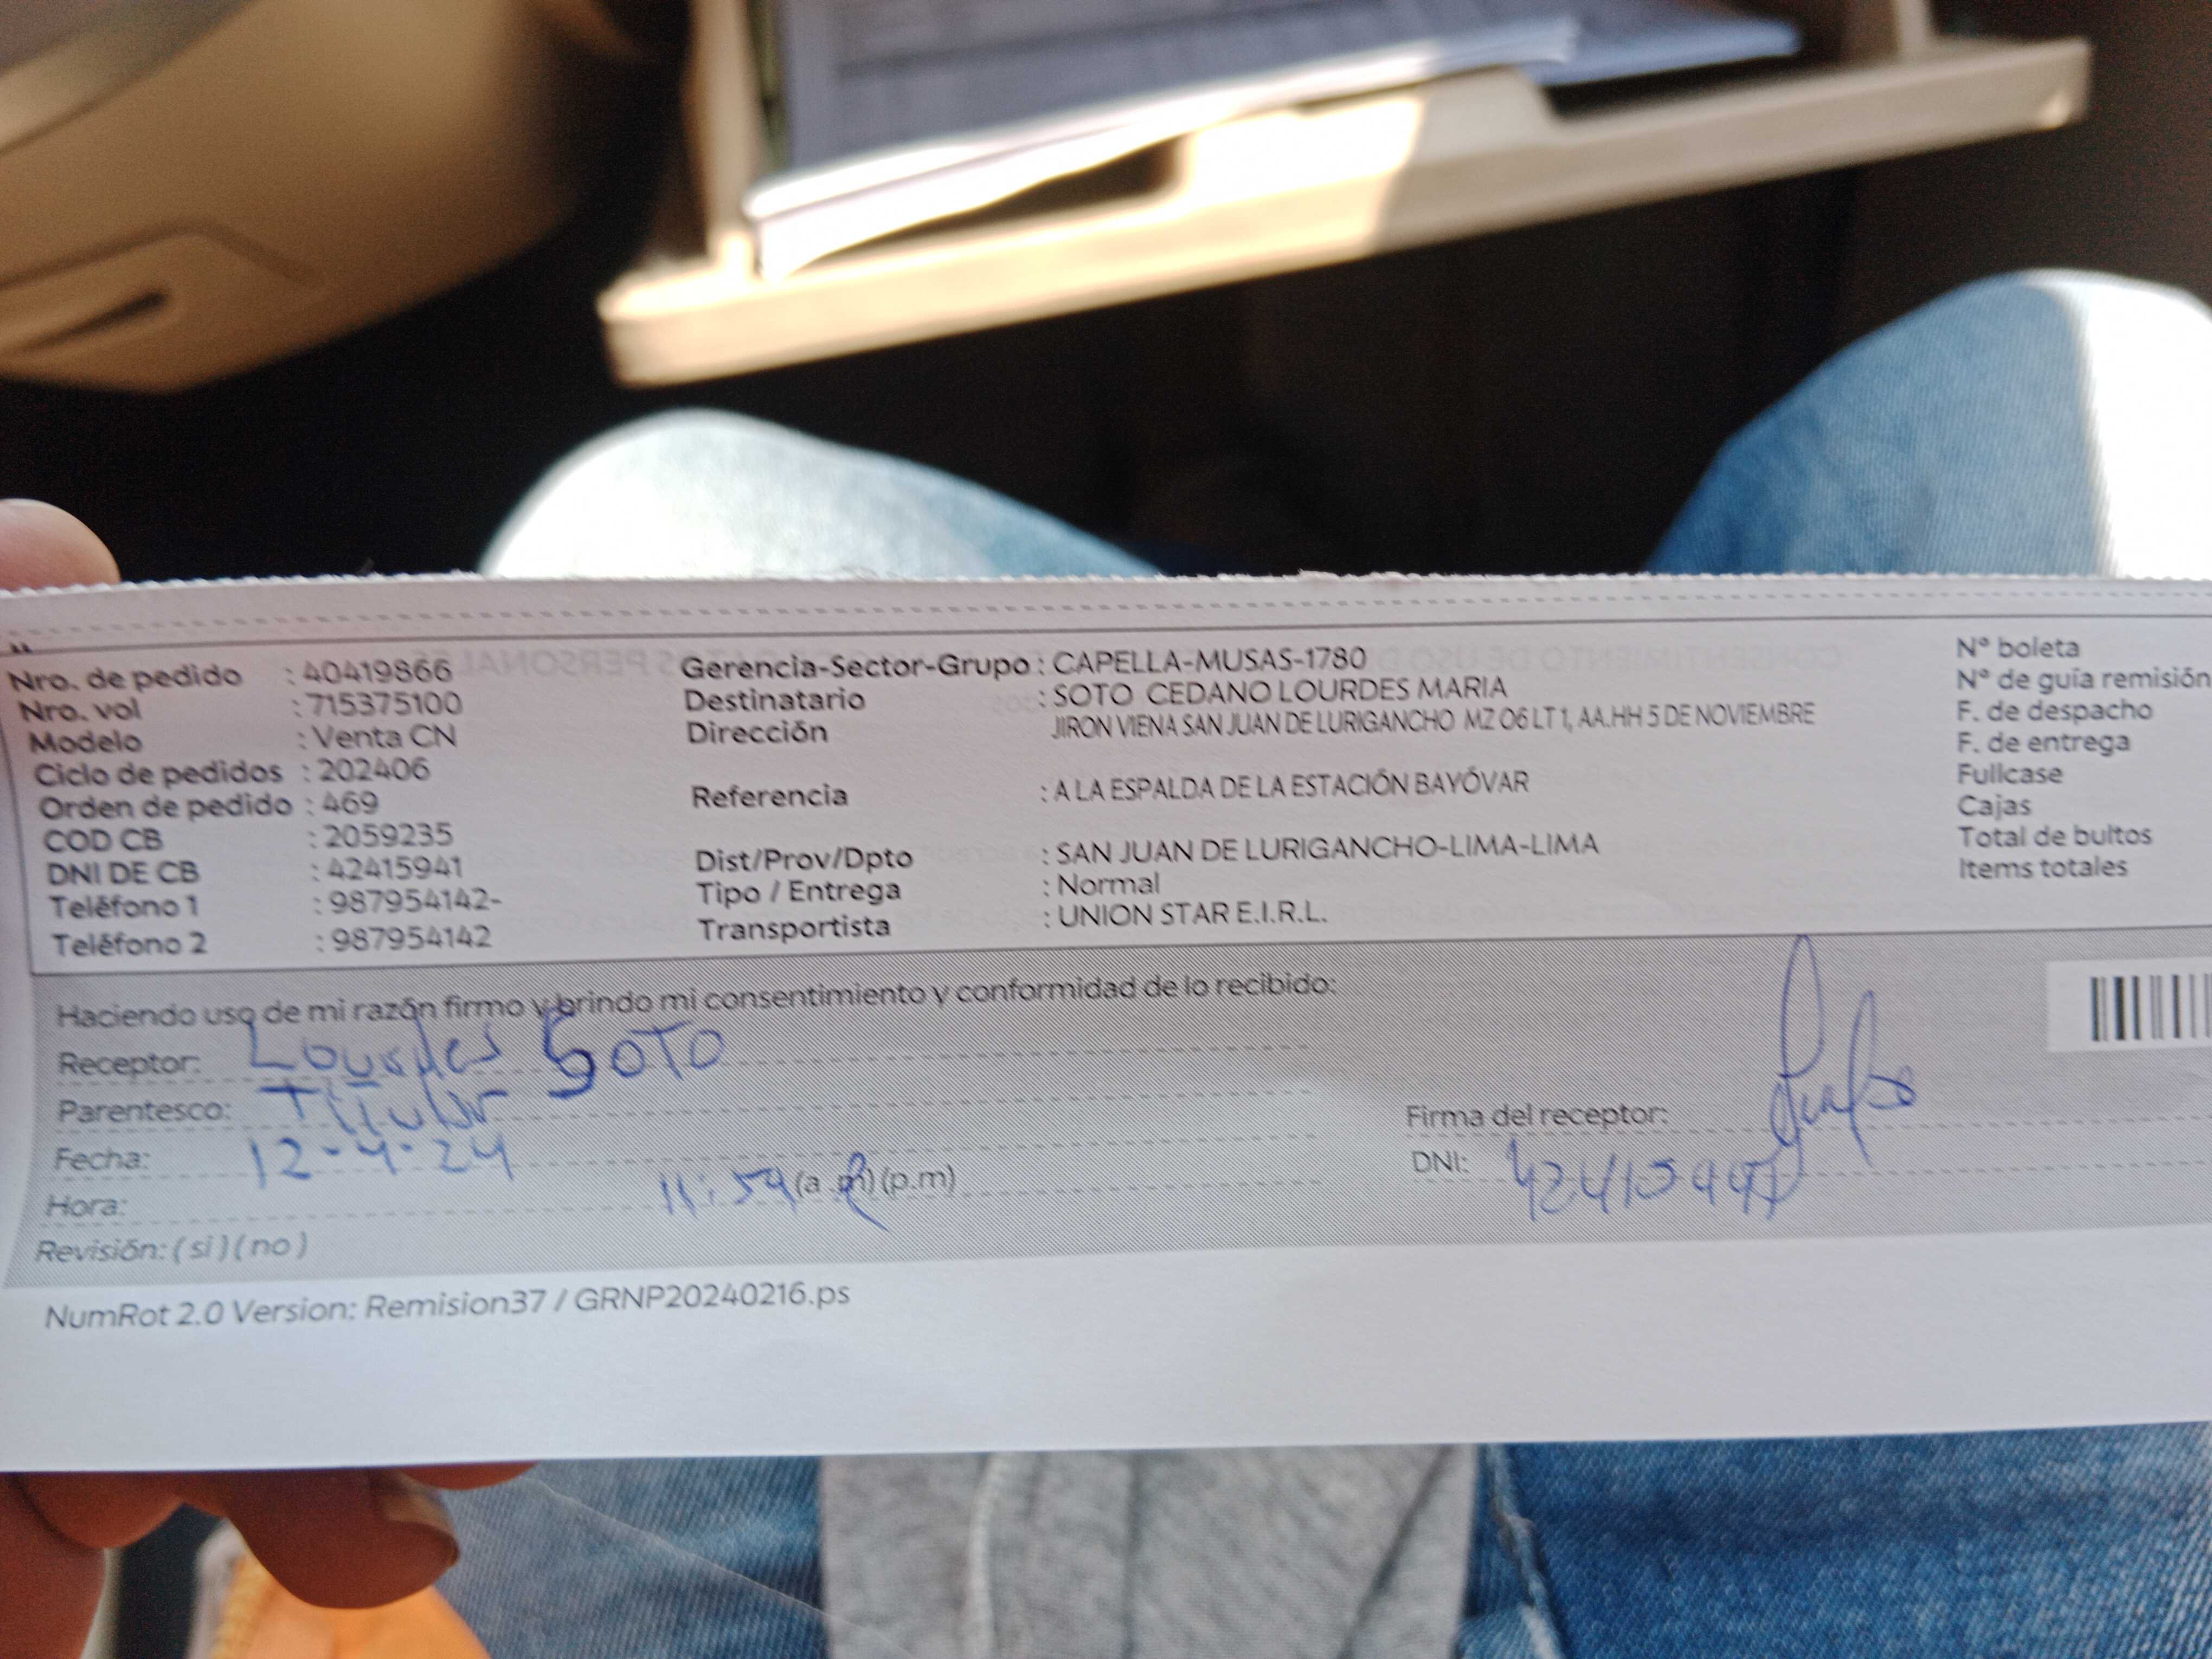 Nro. de pedido : 40419866
Nro. vol : 715375100
Modelo : Venta CN
Ciclo de pedidos : 202406
Orden de pedido : 469
COD CB : 2059235
DNI DE CB : 42415941
Teléfono 1 : 987954142-
Teléfono 2 : 987954142
Gerencia-Sector-Grupo : CAPELLA-MUSAS-1780
Destinatario : SOTO CEDANO LOURDES MARIA
Dirección JIRON VIENA SAN JUAN DE LURIGANCHO MZ O6 LT 1, AA.HH 5 DE NOVIEMBRE
Referencia : A LA ESPALDA DE LA ESTACIÓN BAYÓVAR
Dist/Prov/Dpto : SAN JUAN DE LURIGANCHO-LIMA-LIMA
Tipo / Entrega : Normal
Transportista : UNION STAR E.I.R.L.
N° boleta
N° de guía remisión
F. de despacho
F. de entrega
Fullcase
Cajas
Total de bultos
Items totales
Haciendo uso de mi razón firmo y brindo mi consentimiento y conformidad de lo recibido:
Receptor: Lourdes SOTO
Parentesco: Titular
Fecha: 12-4-24
Hora: 11:54 (a.m) (p.m)
Revisión: ( si ) ( no )
Firma del receptor:
DNI:
NumRot 2.0 Version: Remision37 / GRNP20240216.ps